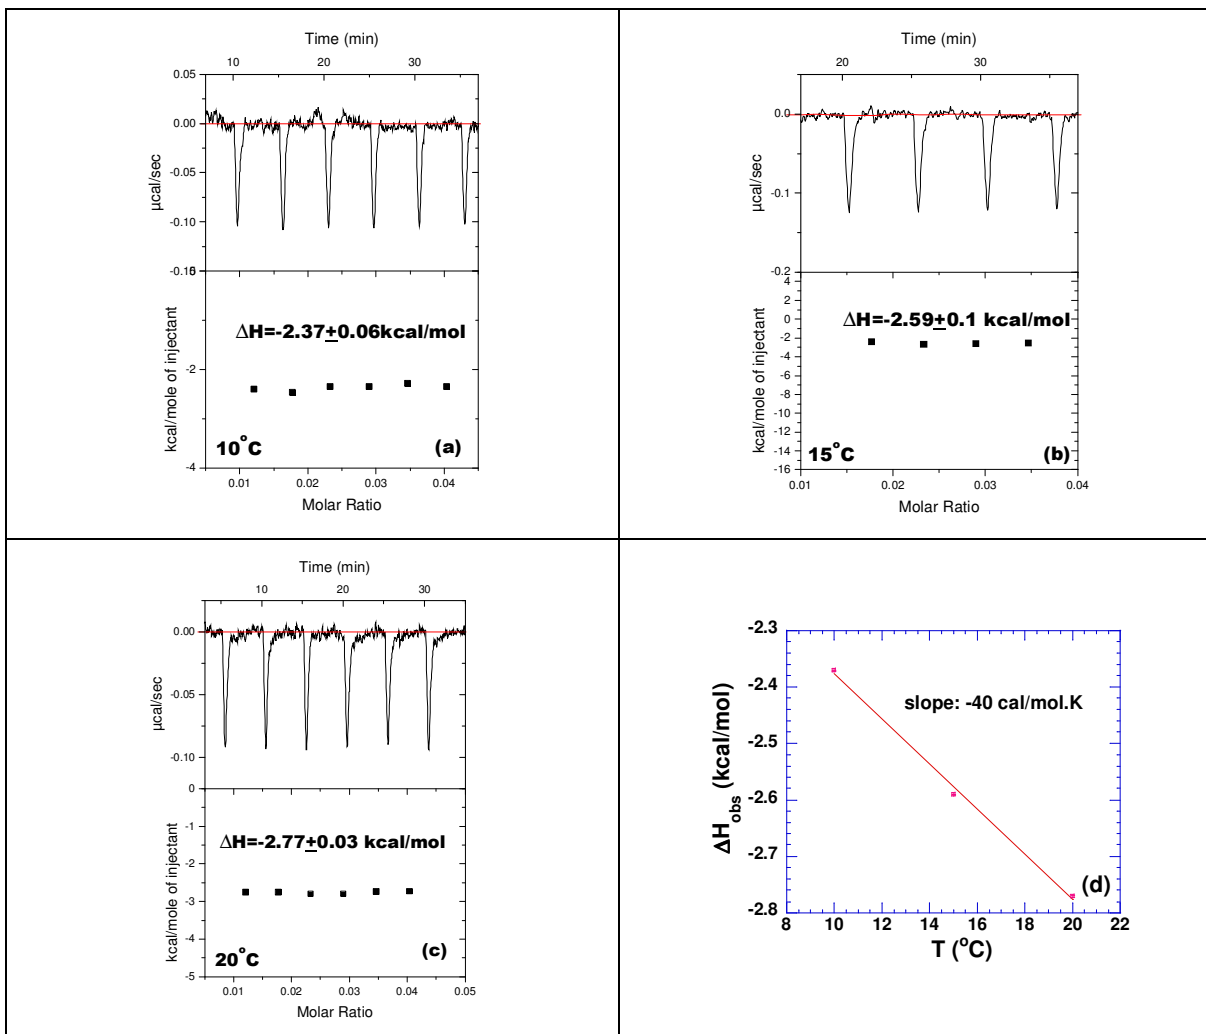 Time (min)
10 20 30
0.05
0.00
-0.05
-0.10
-0.15
µcal/sec
ΔH=-2.37±0.06kcal/mol
-2
-4
kcal/mole of injectant
10°C
(a)
0.01 0.02 0.03 0.04
Molar Ratio
Time (min)
20 30
0.0
-0.1
-0.2
µcal/sec
4
2
0
-2
-4
-6
-8
-10
-12
-14
-16
kcal/mole of injectant
ΔH=-2.59±0.1 kcal/mol
15°C
(b)
0.01 0.02 0.03 0.04
Molar Ratio
Time (min)
10 20 30
0.00
-0.05
-0.10
µcal/sec
0
-1
-2
-3
-4
-5
kcal/mole of injectant
ΔH=-2.77±0.03 kcal/mol
20°C
(c)
0.01 0.02 0.03 0.04 0.05
Molar Ratio
-2.3
-2.4
-2.5
-2.6
-2.7
-2.8
ΔHobs (kcal/mol)
slope: -40 cal/mol.K
(d)
8 10 12 14 16 18 20 22
T (°C)